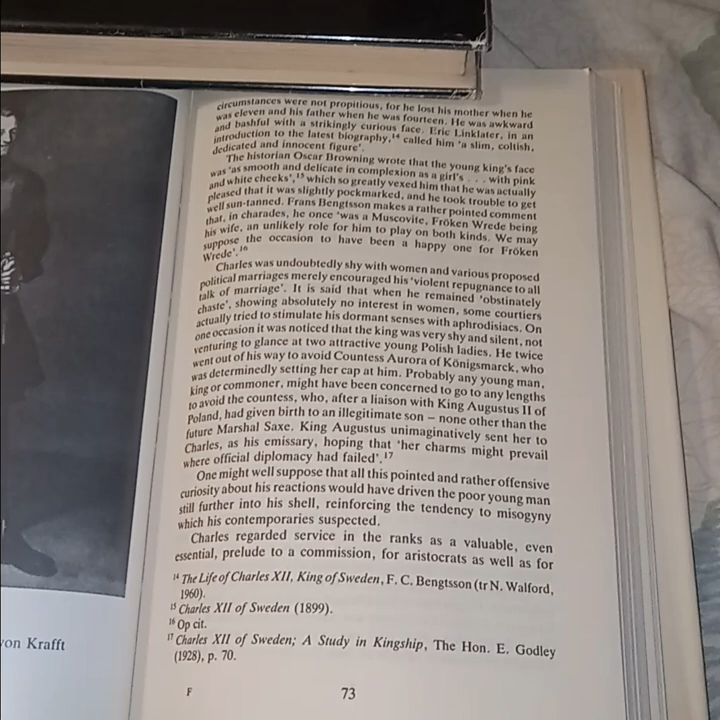 circumstances were not propitious, for he lost his mother when he
was eleven and his father when he was fourteen. He was awkward
and bashful with a strikingly curious face. Eric Linklater, in an
introduction to the latest biography,¹⁴ called him ‘a slim, coltish,
dedicated and innocent figure’.
The historian Oscar Browning wrote that the young king's face
was ‘as smooth and delicate in complexion as a girl's . . . with pink
and white cheeks’,¹⁵ which so greatly vexed him that he was actually
pleased that it was slightly pockmarked, and he took trouble to get
well sun-tanned. Frans Bengtsson makes a rather pointed comment
that, in charades, he once ‘was a Muscovite, Fröken Wrede being
his wife, an unlikely role for him to play on both kinds. We may
suppose the occasion to have been a happy one for Fröken
Wrede’.¹⁶
Charles was undoubtedly shy with women and various proposed
political marriages merely encouraged his ‘violent repugnance to all
talk of marriage’. It is said that when he remained ‘obstinately
chaste’, showing absolutely no interest in women, some courtiers
actually tried to stimulate his dormant senses with aphrodisiacs. On
one occasion it was noticed that the king was very shy and silent, not
venturing to glance at two attractive young Polish ladies. He twice
went out of his way to avoid Countess Aurora of Königsmarck, who
was determinedly setting her cap at him. Probably any young man,
king or commoner, might have been concerned to go to any lengths
to avoid the countess, who, after a liaison with King Augustus II of
Poland, had given birth to an illegitimate son – none other than the
future Marshal Saxe. King Augustus unimaginatively sent her to
Charles, as his emissary, hoping that ‘her charms might prevail
where official diplomacy had failed’.¹⁷
One might well suppose that all this pointed and rather offensive
curiosity about his reactions would have driven the poor young man
still further into his shell, reinforcing the tendency to misogyny
which his contemporaries suspected.
Charles regarded service in the ranks as a valuable, even
essential, prelude to a commission, for aristocrats as well as for
¹⁴ The Life of Charles XII, King of Sweden, F. C. Bengtsson (tr N. Walford,
1960).
¹⁵ Charles XII of Sweden (1899).
¹⁶ Op cit.
¹⁷ Charles XII of Sweden; A Study in Kingship, The Hon. E. Godley
(1928), p. 70.
F 73
von Krafft